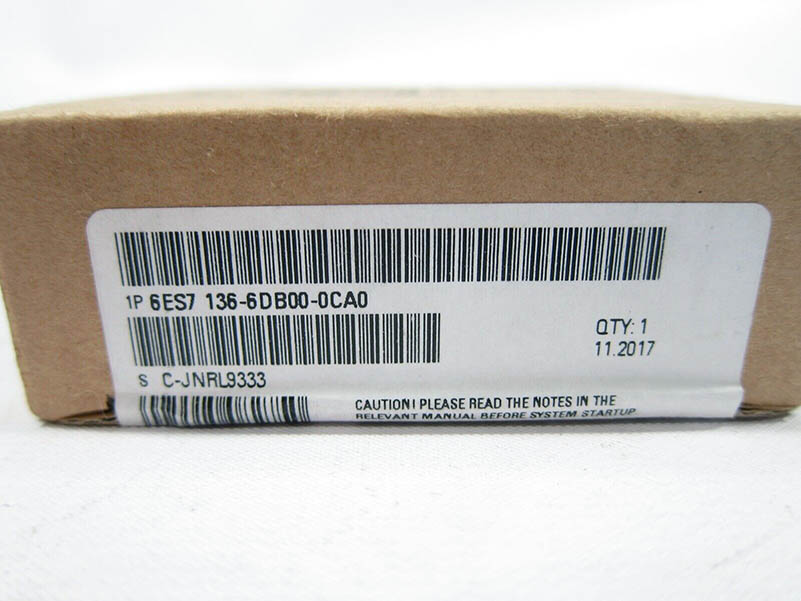 1P 6ES7 136-6DB00-0CA0
QTY: 1
11.2017
S C-JNRL9333
CAUTION! PLEASE READ THE NOTES IN THE
RELEVANT MANUAL BEFORE SYSTEM STARTUP